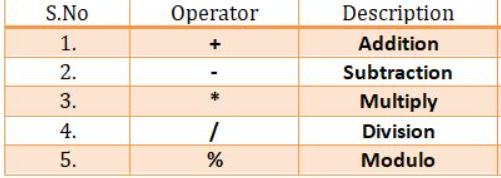 S.No Operator Description
1. + Addition
2. - Subtraction
3. * Multiply
4. / Division
5. % Modulo